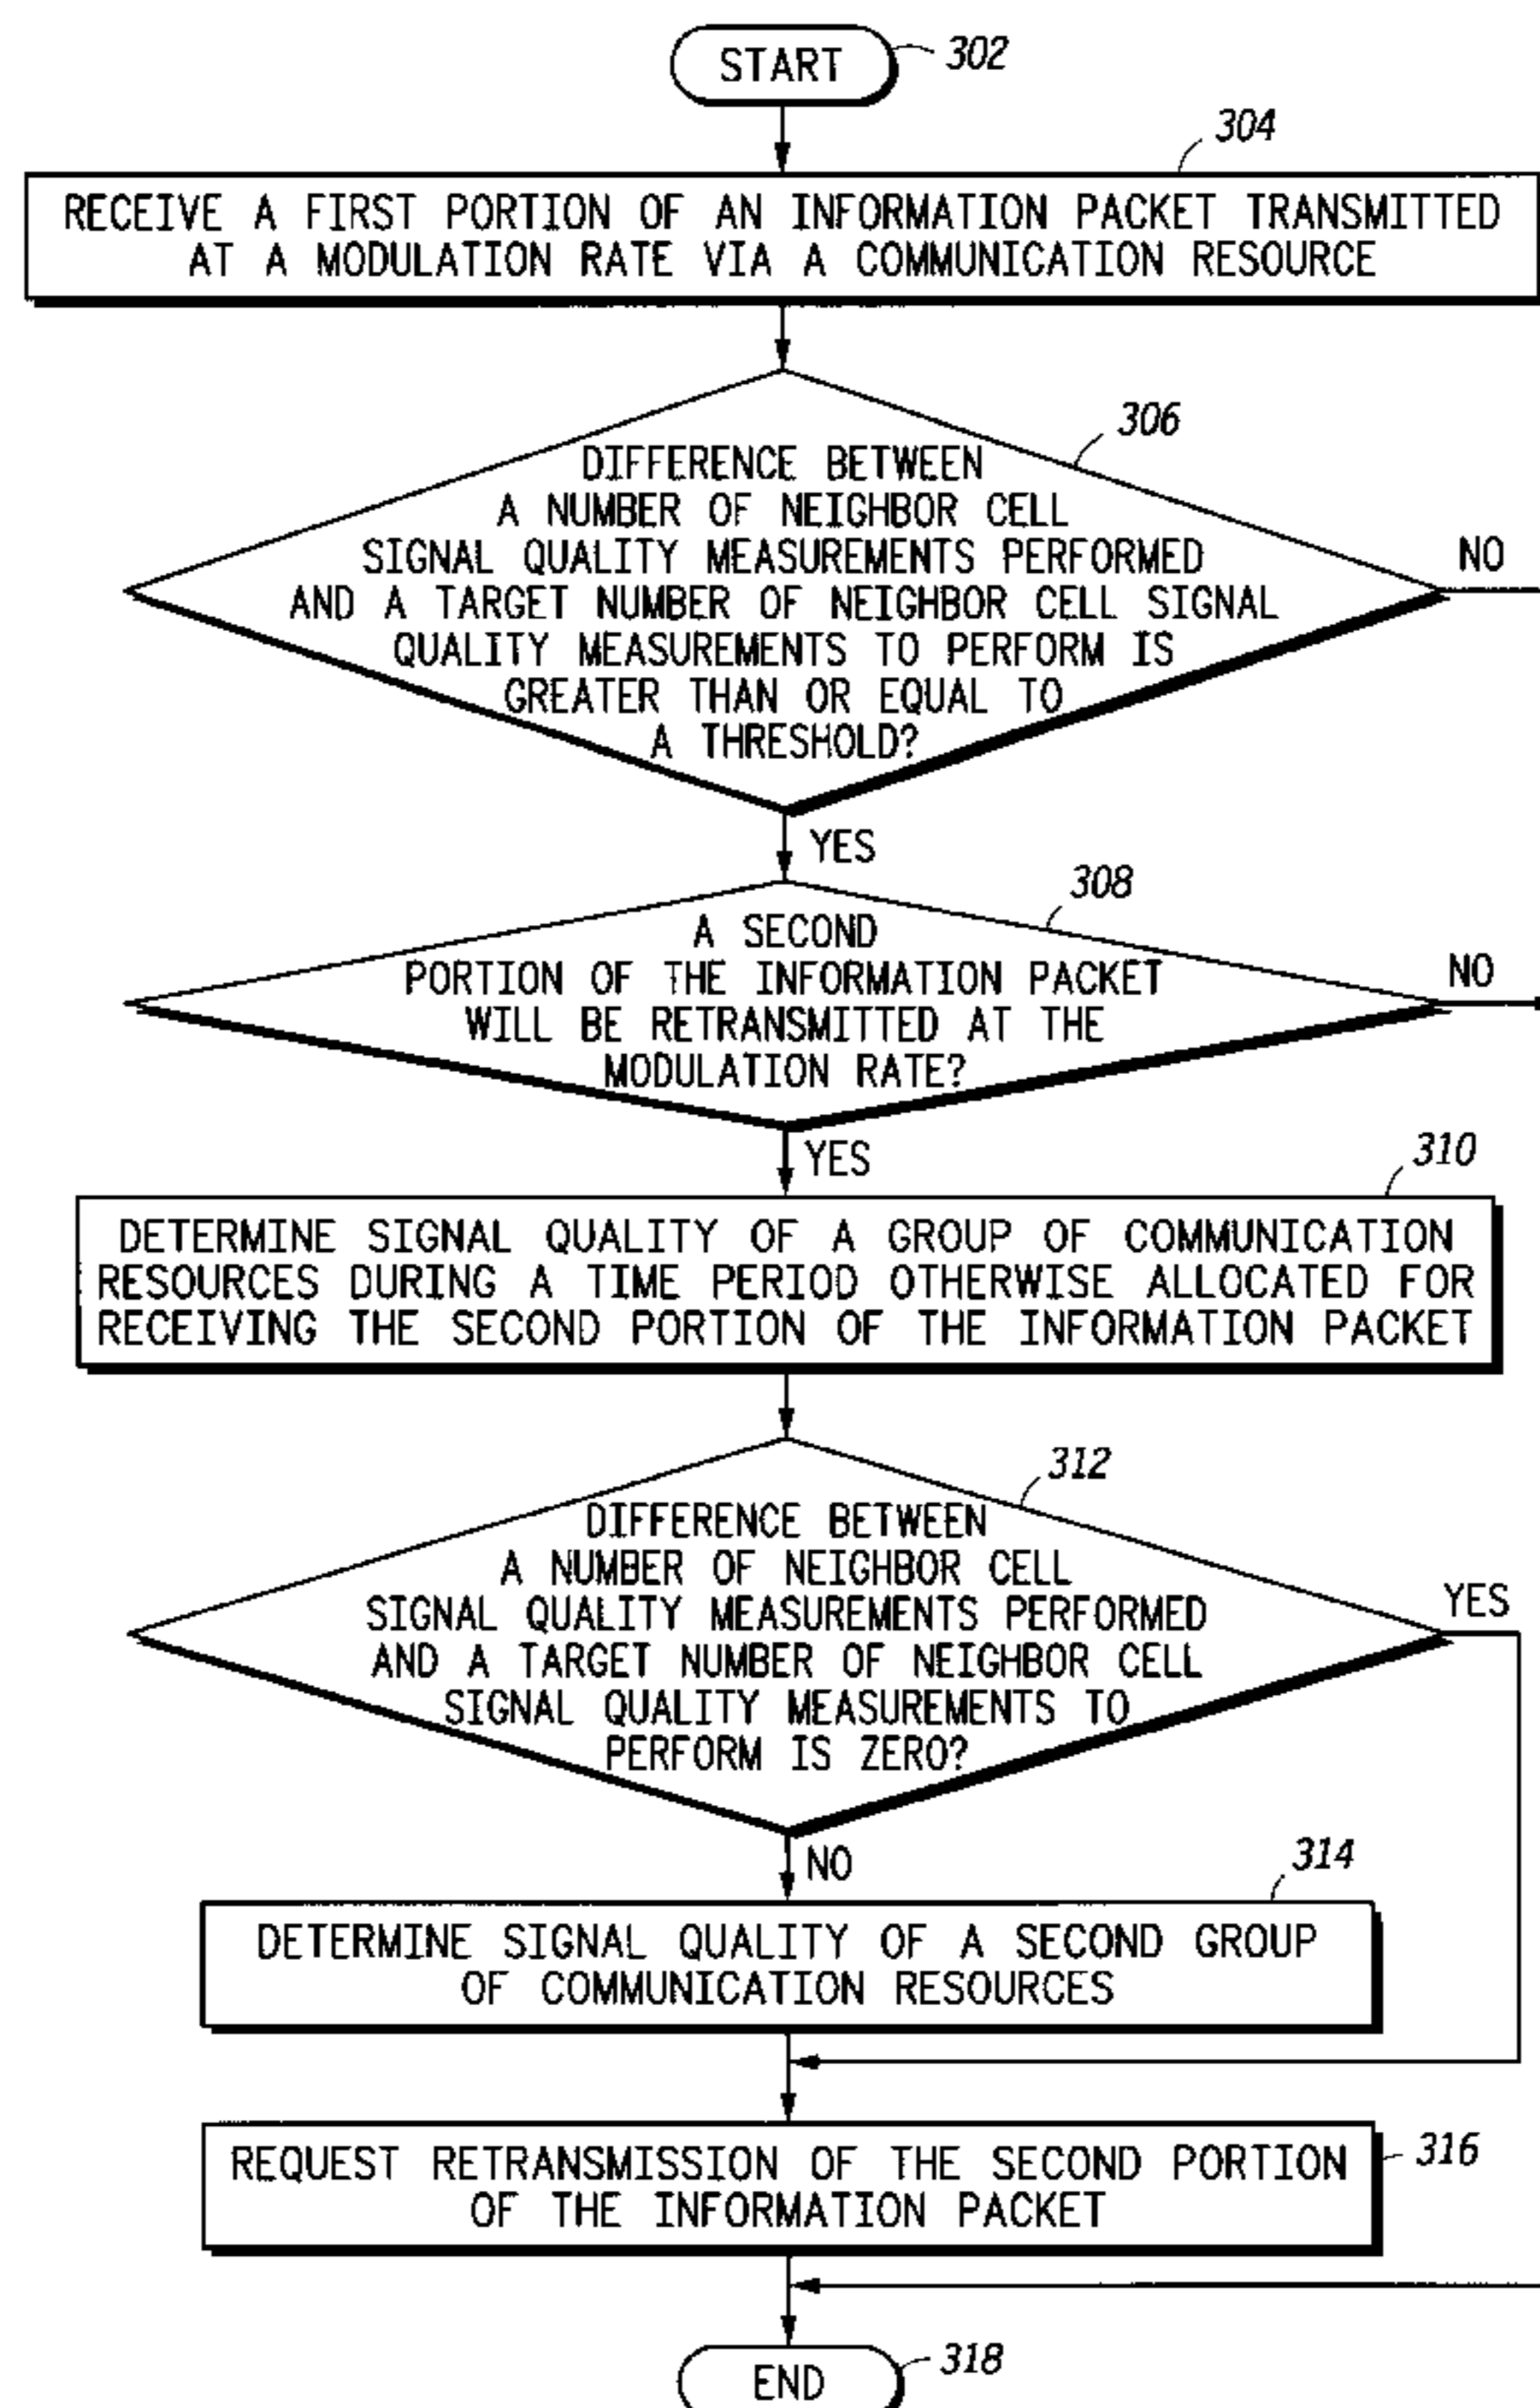 START
302
304
RECEIVE A FIRST PORTION OF AN INFORMATION PACKET TRANSMITTED
AT A MODULATION RATE VIA A COMMUNICATION RESOURCE
306
DIFFERENCE BETWEEN
A NUMBER OF NEIGHBOR CELL
SIGNAL QUALITY MEASUREMENTS PERFORMED
AND A TARGET NUMBER OF NEIGHBOR CELL SIGNAL
QUALITY MEASUREMENTS TO PERFORM IS
GREATER THAN OR EQUAL TO
A THRESHOLD?
NO
YES
308
A SECOND
PORTION OF THE INFORMATION PACKET
WILL BE RETRANSMITTED AT THE
MODULATION RATE?
NO
YES
310
DETERMINE SIGNAL QUALITY OF A GROUP OF COMMUNICATION
RESOURCES DURING A TIME PERIOD OTHERWISE ALLOCATED FOR
RECEIVING THE SECOND PORTION OF THE INFORMATION PACKET
312
DIFFERENCE BETWEEN
A NUMBER OF NEIGHBOR CELL
SIGNAL QUALITY MEASUREMENTS PERFORMED
AND A TARGET NUMBER OF NEIGHBOR CELL
SIGNAL QUALITY MEASUREMENTS TO
PERFORM IS ZERO?
YES
NO
314
DETERMINE SIGNAL QUALITY OF A SECOND GROUP
OF COMMUNICATION RESOURCES
REQUEST RETRANSMISSION OF THE SECOND PORTION
OF THE INFORMATION PACKET
316
END
318